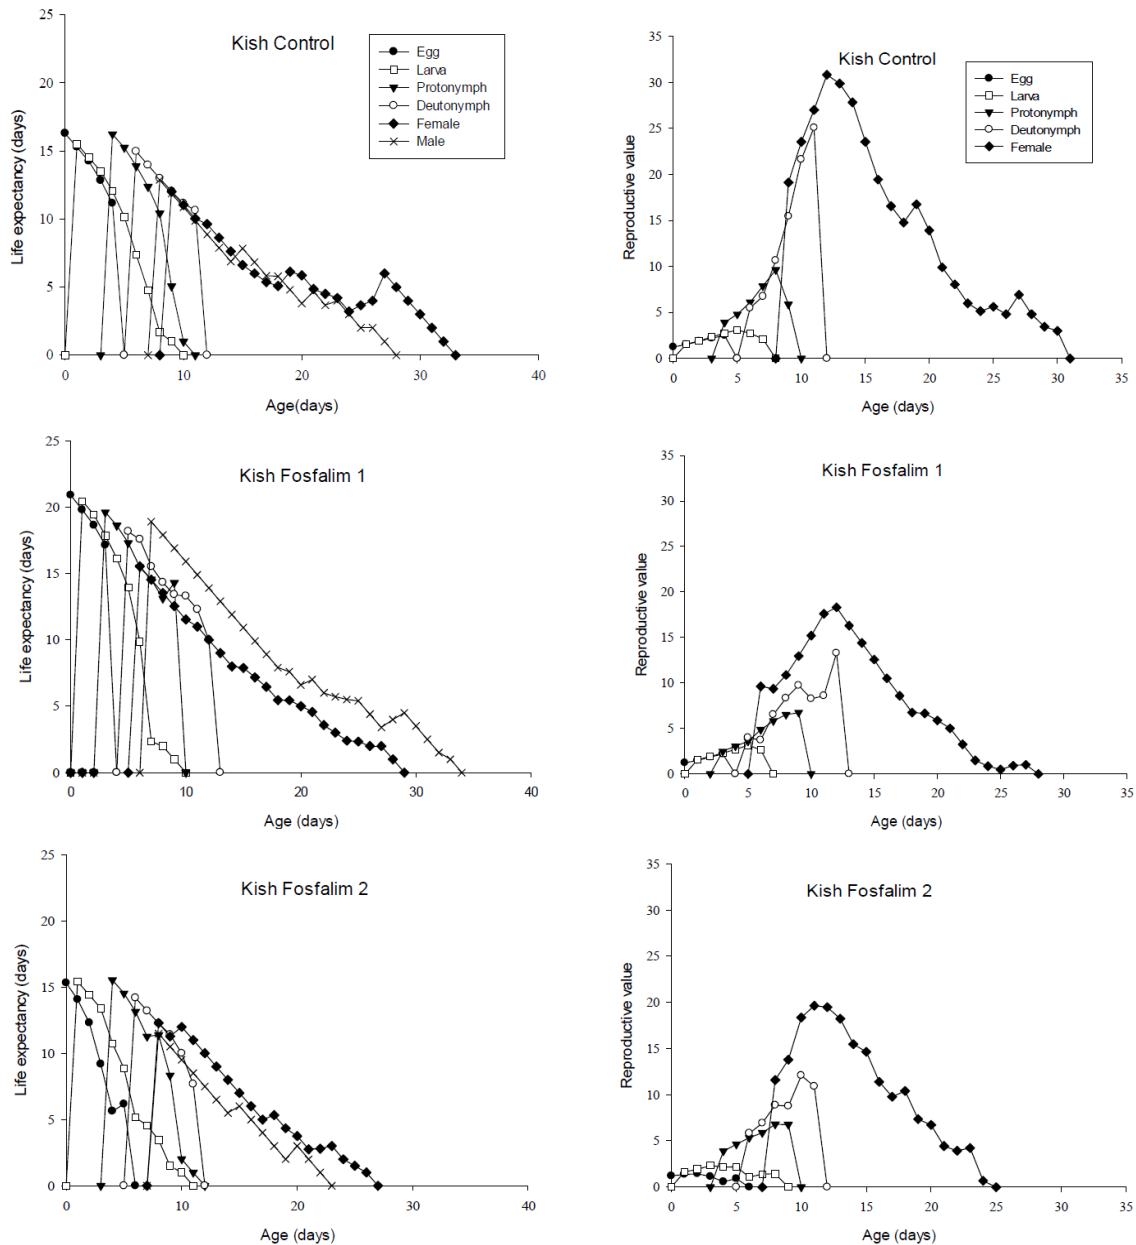 Kish Control
Life expectancy (days)
25
20
15
10
5
0
Egg
Larva
Protonymph
Deutonymph
Female
Male
0 10 20 30 40
Age(days)
Kish Control
Reproductive value
35
30
25
20
15
10
5
0
Egg
Larva
Protonymph
Deutonymph
Female
0 5 10 15 20 25 30 35
Age (days)
Kish Fosfalim 1
Life expectancy (days)
25
20
15
10
5
0
0 10 20 30 40
Age (days)
Kish Fosfalim 1
Reproductive value
35
30
25
20
15
10
5
0
0 5 10 15 20 25 30 35
Age (days)
Kish Fosfalim 2
Life expectancy (days)
25
20
15
10
5
0
0 10 20 30 40
Age (days)
Kish Fosfalim 2
Reproductive value
35
30
25
20
15
10
5
0
0 5 10 15 20 25 30 35
Age (days)